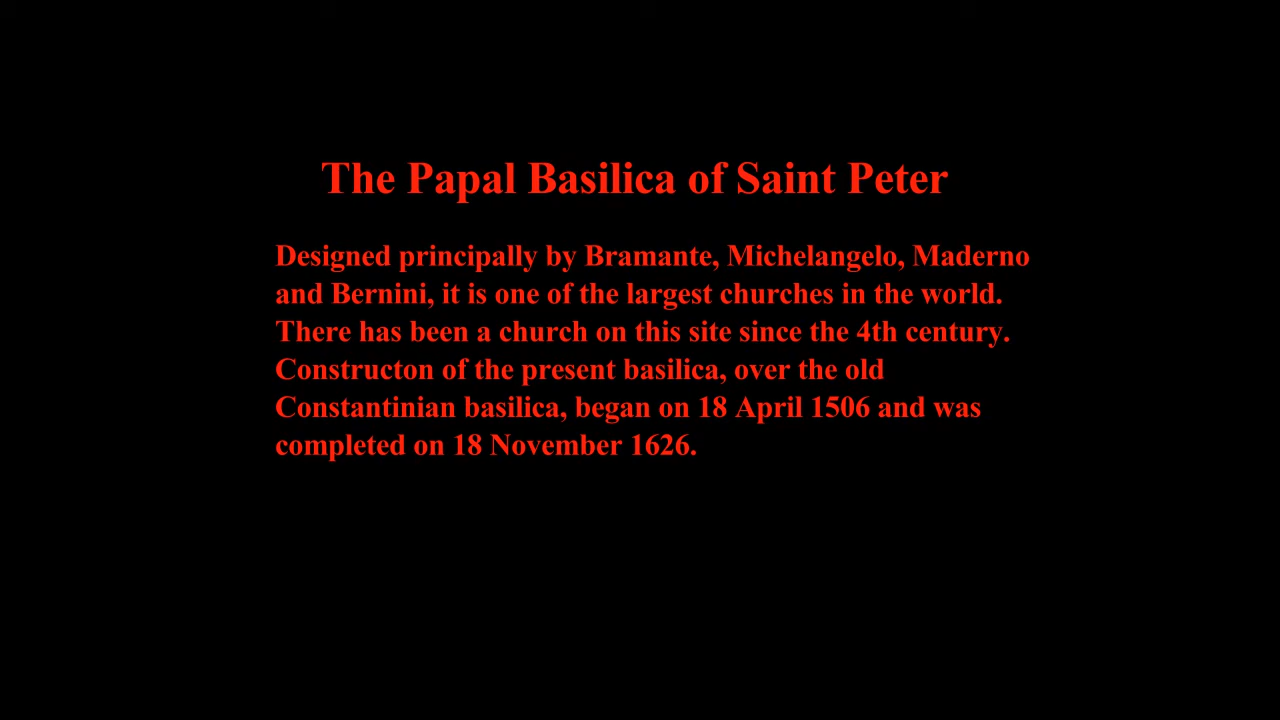 The Papal Basilica of Saint Peter
Designed principally by Bramante, Michelangelo, Maderno
and Bernini, it is one of the largest churches in the world.
There has been a church on this site since the 4th century.
Constructon of the present basilica, over the old
Constantinian basilica, began on 18 April 1506 and was
completed on 18 November 1626.